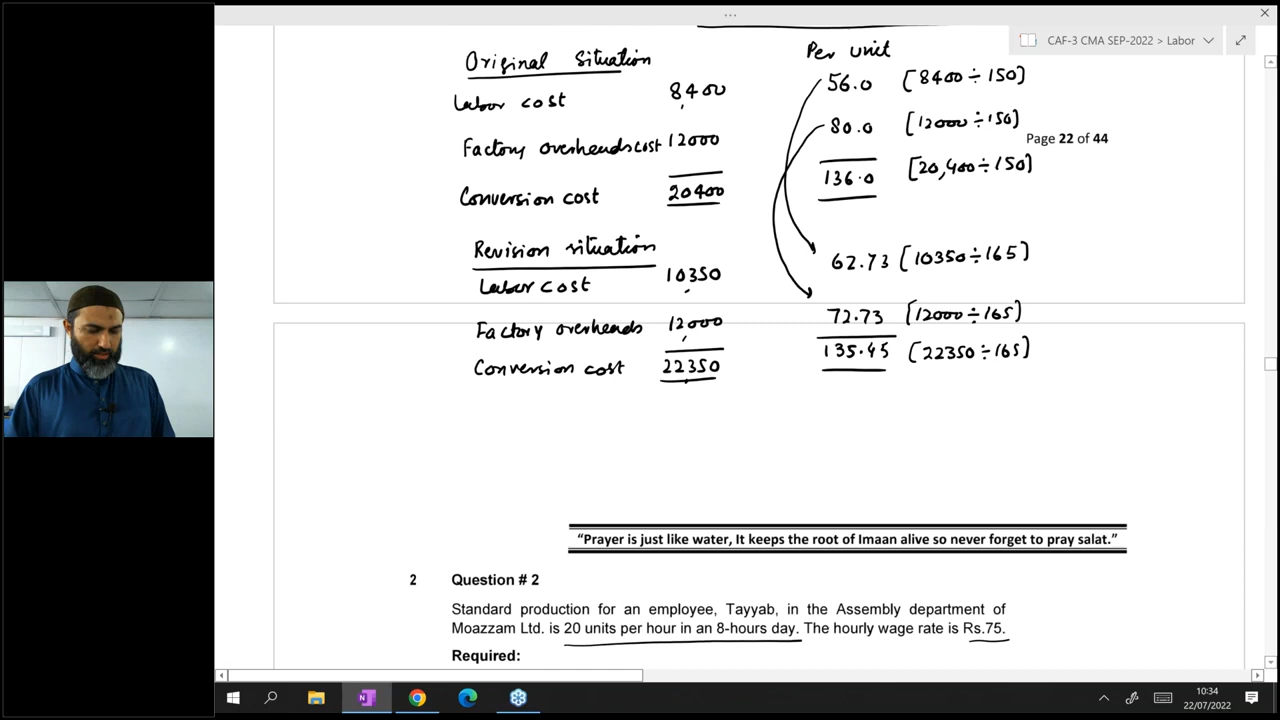 CAF-3 CMA SEP-2022 > Labor
Per unit
Original Situation
Labor cost 8400 56.0 [8400÷150]
Factory overheads cost 12000 80.0 [12000÷150]
Page 22 of 44
Conversion cost 20400 136.0 [20,400÷150]
Revision situation
Labor cost 10350 62.73 [10350÷165]
Factory overheads 12000 72.73 [12000÷165]
Conversion cost 22350 135.45 [22350÷165]
“Prayer is just like water, It keeps the root of Imaan alive so never forget to pray salat.”
2 Question # 2
Standard production for an employee, Tayyab, in the Assembly department of
Moazzam Ltd. is 20 units per hour in an 8-hours day. The hourly wage rate is Rs.75.
Required:
10:34
22/07/2022